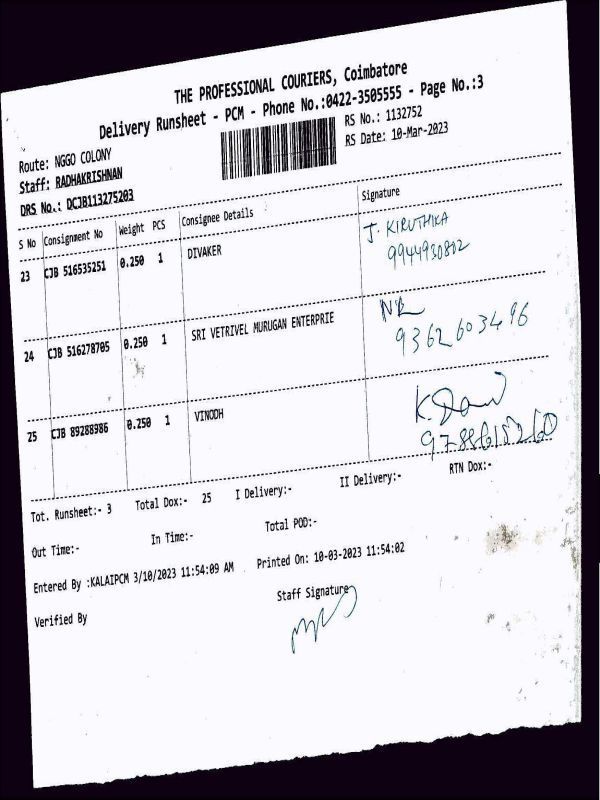 THE PROFESSIONAL COURIERS, Coimbatore
Delivery Runsheet - PCM - Phone No.:0422-3505555 - Page No.:3
Route: NGGO COLONY
RS No.: 1132752
Staff: RADHAKRISHNAN
RS Date: 10-Mar-2023
DRS No.: DCJB113275203
S No Consignment No Weight PCS Consignee Details Signature
23 CJB 516535251 0.250 1 DIVAKER J. KIRUTHIKA
9944930802
24 CJB 516278705 0.250 1 SRI VETRIVEL MURUGAN ENTERPRIE
9362603496
25 CJB 89288986 0.250 1 VINODH
Tot. Runsheet:- 3 Total Dox:- 25 I Delivery:- II Delivery:- RTN Dox:-
Out Time:- In Time:- Total POD:-
Entered By :KALAIPCM 3/10/2023 11:54:09 AM Printed On: 10-03-2023 11:54:02
Verified By Staff Signature